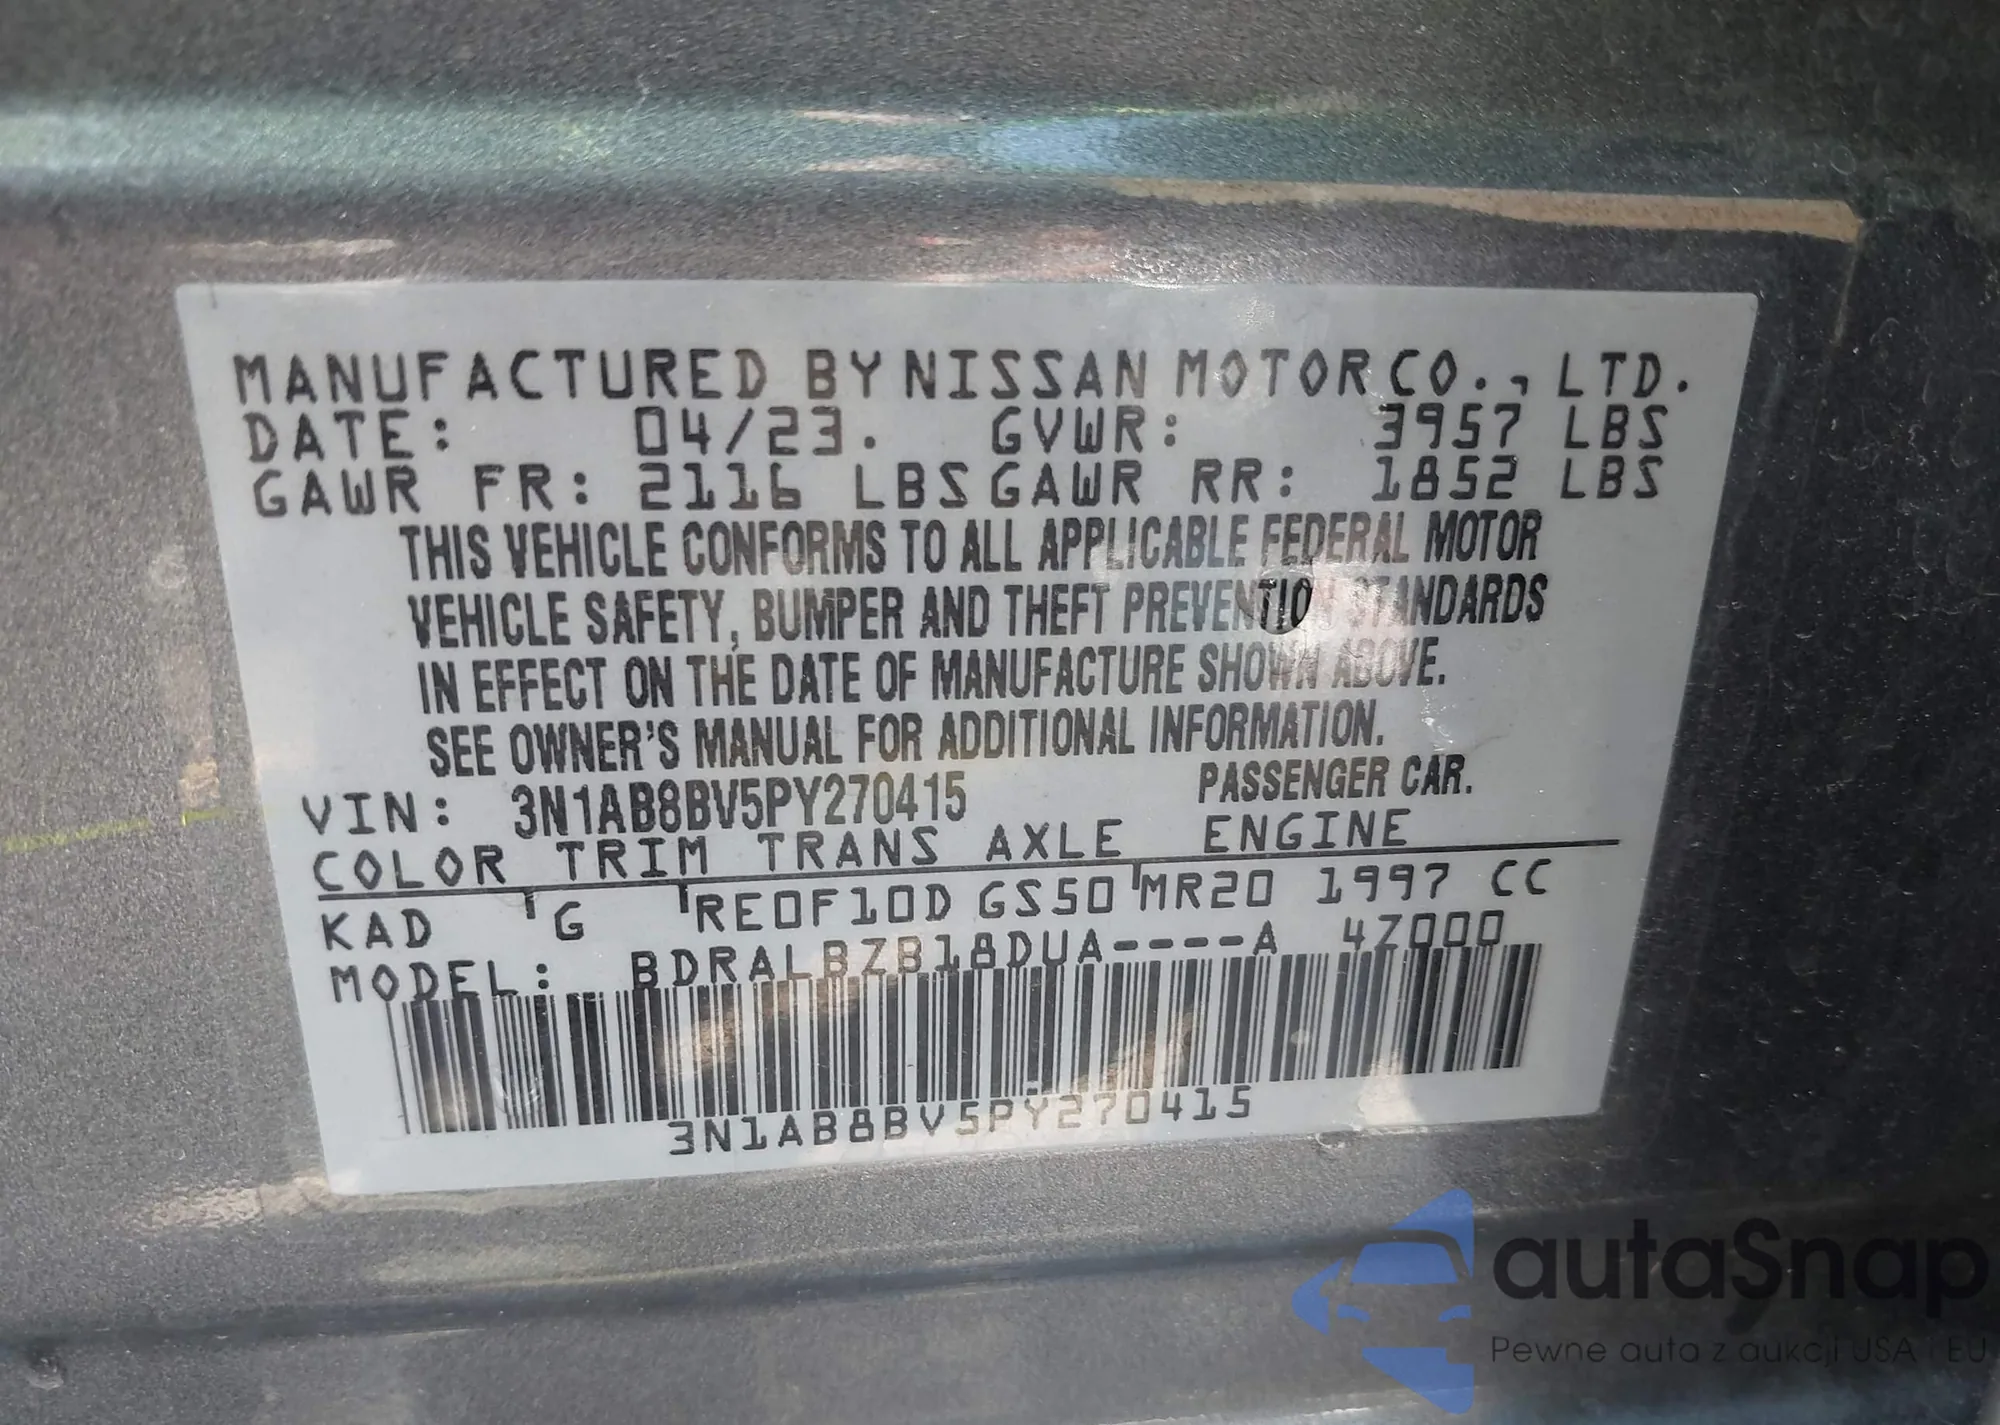 MANUFACTURED BY NISSAN MOTOR CO., LTD.
DATE: 04/23. GVWR: 3957 LBS
GAWR FR: 2116 LBS GAWR RR: 1852 LBS
THIS VEHICLE CONFORMS TO ALL APPLICABLE FEDERAL MOTOR
VEHICLE SAFETY, BUMPER AND THEFT PREVENTION STANDARDS
IN EFFECT ON THE DATE OF MANUFACTURE SHOWN ABOVE.
SEE OWNER'S MANUAL FOR ADDITIONAL INFORMATION.
VIN: 3N1AB8BV5PY270415 PASSENGER CAR.
COLOR TRIM TRANS AXLE ENGINE
KAD G RE0F10D GS50 MR20 1997 CC
MODEL: BDRALBZB18DUA----A 4Z000
3N1AB8BV5PY270415
autaSnap
Pewne auta z aukcji USA i EU